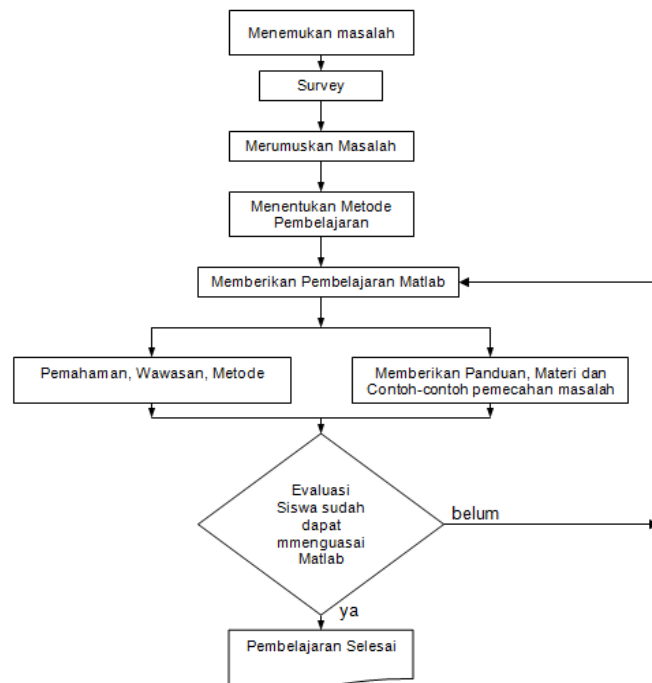 Menemukan masalah
Survey
Merumuskan Masalah
Menentukan Metode
Pembelajaran
Memberikan Pembelajaran Matlab
Pemahaman, Wawasan, Metode
Memberikan Panduan, Materi dan
Contoh-contoh pemecahan masalah
Evaluasi
Siswa sudah
dapat
mmenguasai
Matlab
belum
ya
Pembelajaran Selesai